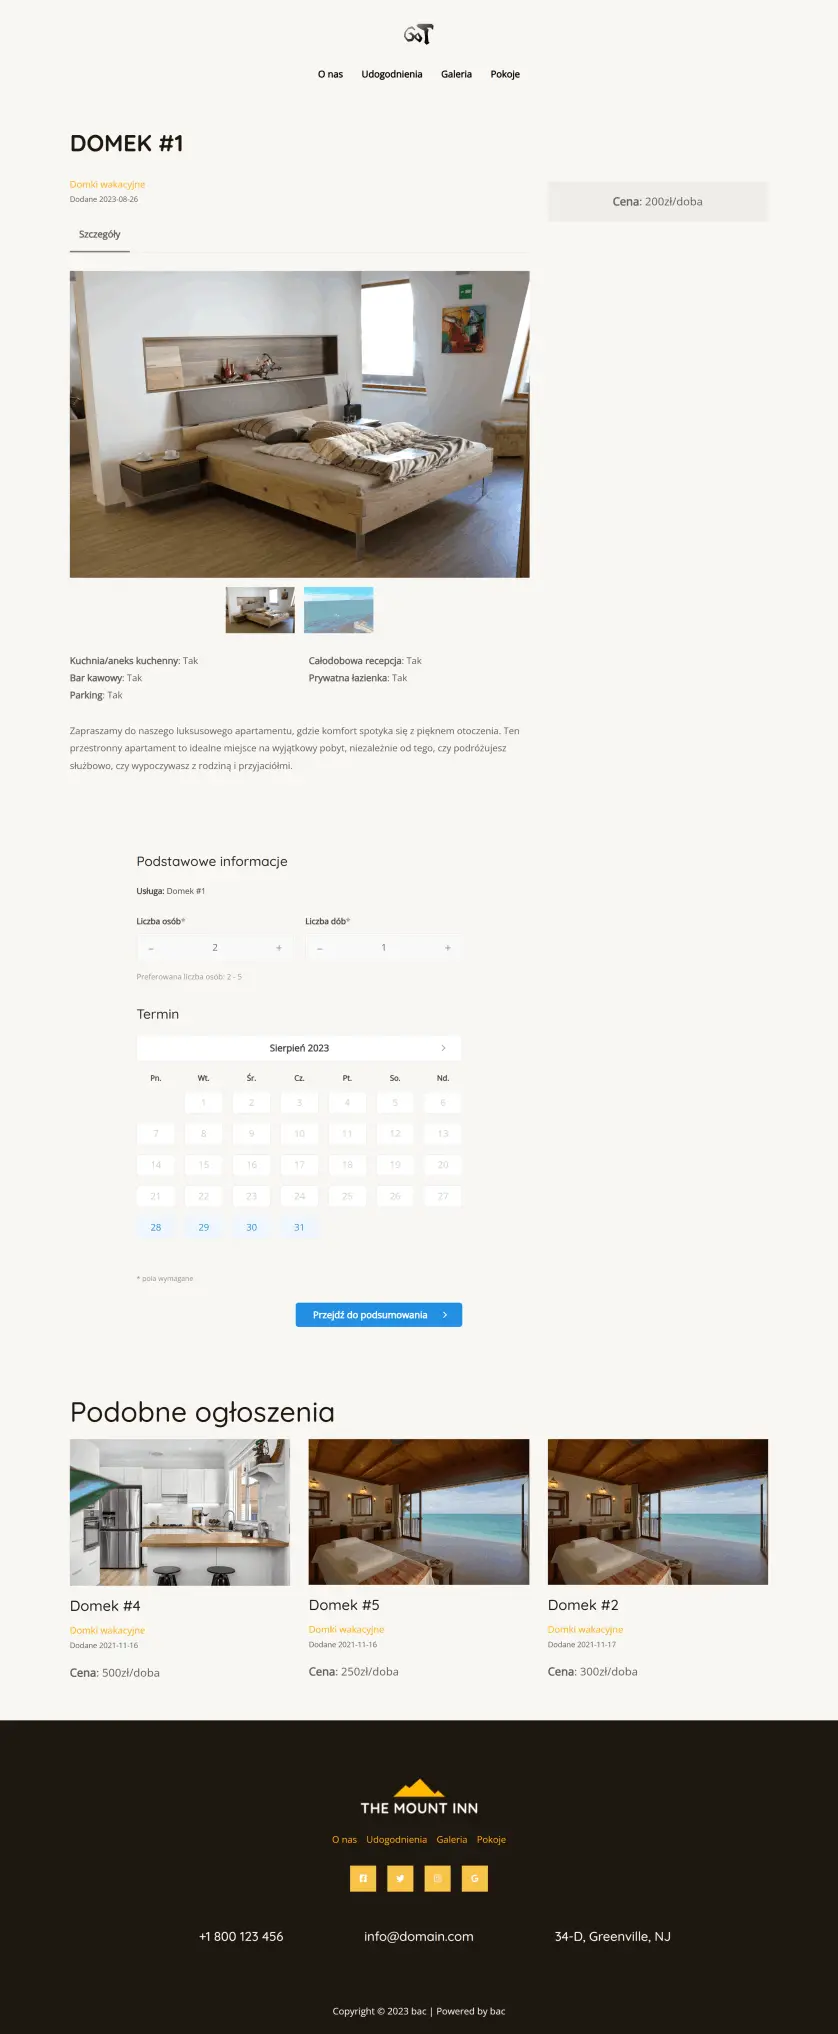 GoT
O nas Udogodnienia Galeria Pokoje
DOMEK #1
Domki wakacyjne
Dodane 2023-08-26
Cena: 200zł/doba
Szczegóły
Kuchnia/aneks kuchenny: Tak
Całodobowa recepcja: Tak
Bar kawowy: Tak
Prywatna łazienka: Tak
Parking: Tak
Zapraszamy do naszego luksusowego apartamentu, gdzie komfort spotyka się z pięknem otoczenia. Ten
przestronny apartament to idealne miejsce na wyjątkowy pobyt, niezależnie od tego, czy podróżujesz
służbowo, czy wypoczywasz z rodziną i przyjaciółmi.
Podstawowe informacje
Usługa: Domek #1
Liczba osób* Liczba dób*
– 2 + – 1 +
Preferowana liczba osób: 2 - 5
Termin
Sierpień 2023 >
Pn. Wt. Śr. Cz. Pt. So. Nd.
1 2 3 4 5 6
7 8 9 10 11 12 13
14 15 16 17 18 19 20
21 22 23 24 25 26 27
28 29 30 31
* pola wymagane
Przejdź do podsumowania >
Podobne ogłoszenia
Domek #4
Domki wakacyjne
Dodane 2021-11-16
Cena: 500zł/doba
Domek #5
Domki wakacyjne
Dodane 2021-11-16
Cena: 250zł/doba
Domek #2
Domki wakacyjne
Dodane 2021-11-17
Cena: 300zł/doba
THE MOUNT INN
O nas Udogodnienia Galeria Pokoje
+1 800 123 456
info@domain.com
34-D, Greenville, NJ
Copyright © 2023 bac | Powered by bac